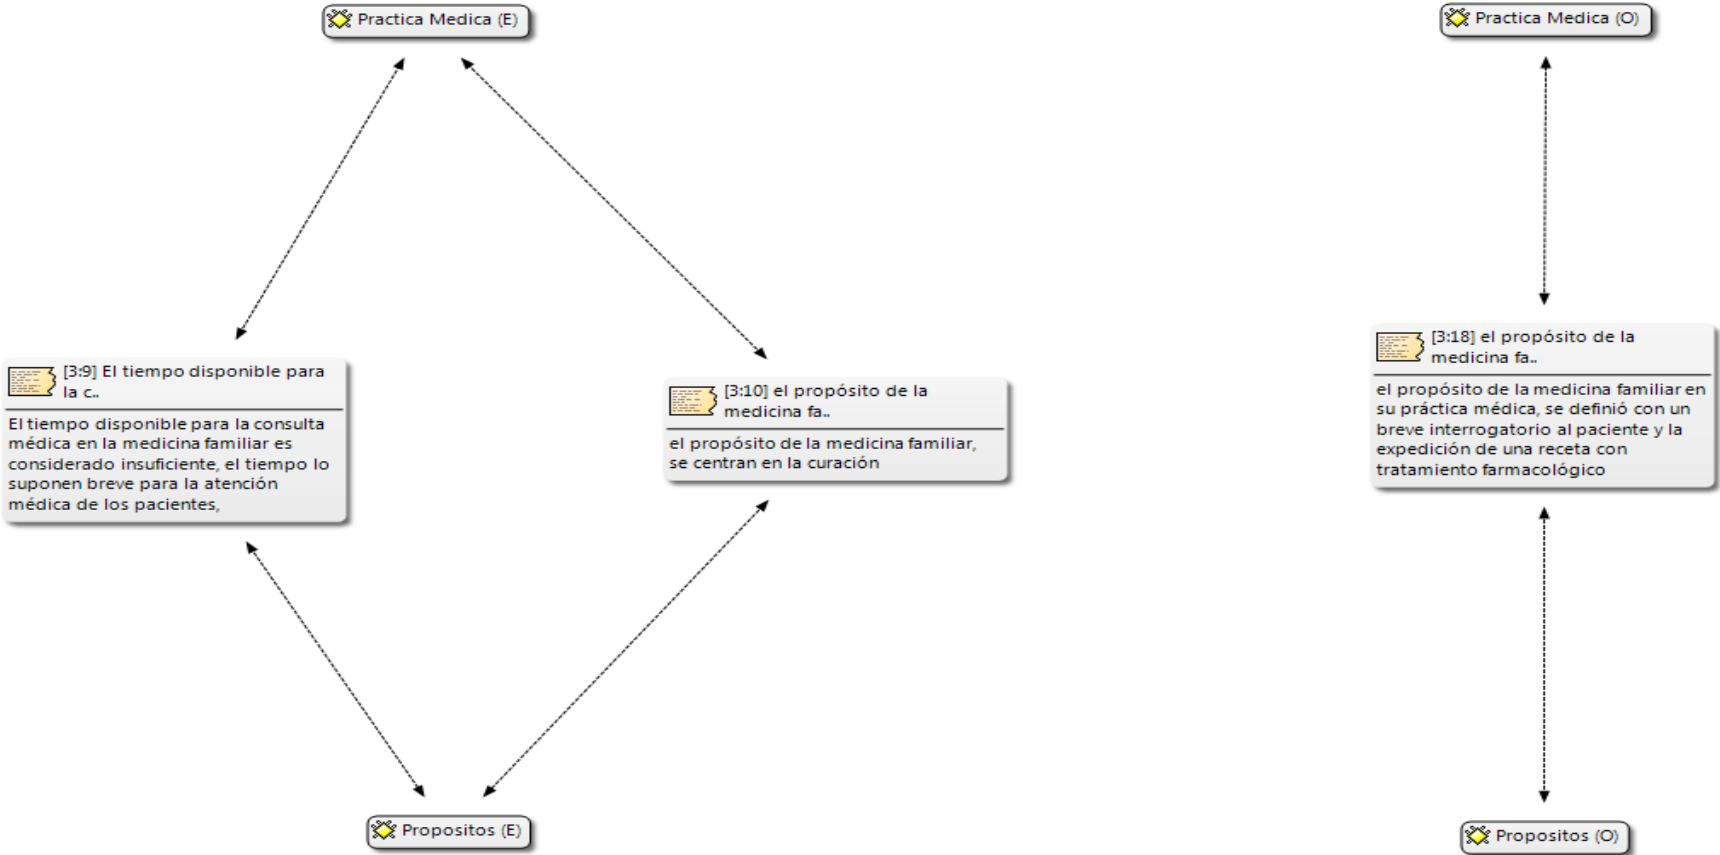 Practica Medica (E)
Practica Medica (O)
[3:9] El tiempo disponible para
la c..
El tiempo disponible para la consulta
médica en la medicina familiar es
considerado insuficiente, el tiempo lo
suponen breve para la atención
médica de los pacientes,
[3:10] el propósito de la
medicina fa..
el propósito de la medicina familiar,
se centran en la curación
[3:18] el propósito de la
medicina fa..
el propósito de la medicina familiar en
su práctica médica, se definió con un
breve interrogatorio al paciente y la
expedición de una receta con
tratamiento farmacológico
Propositos (E)
Propositos (O)